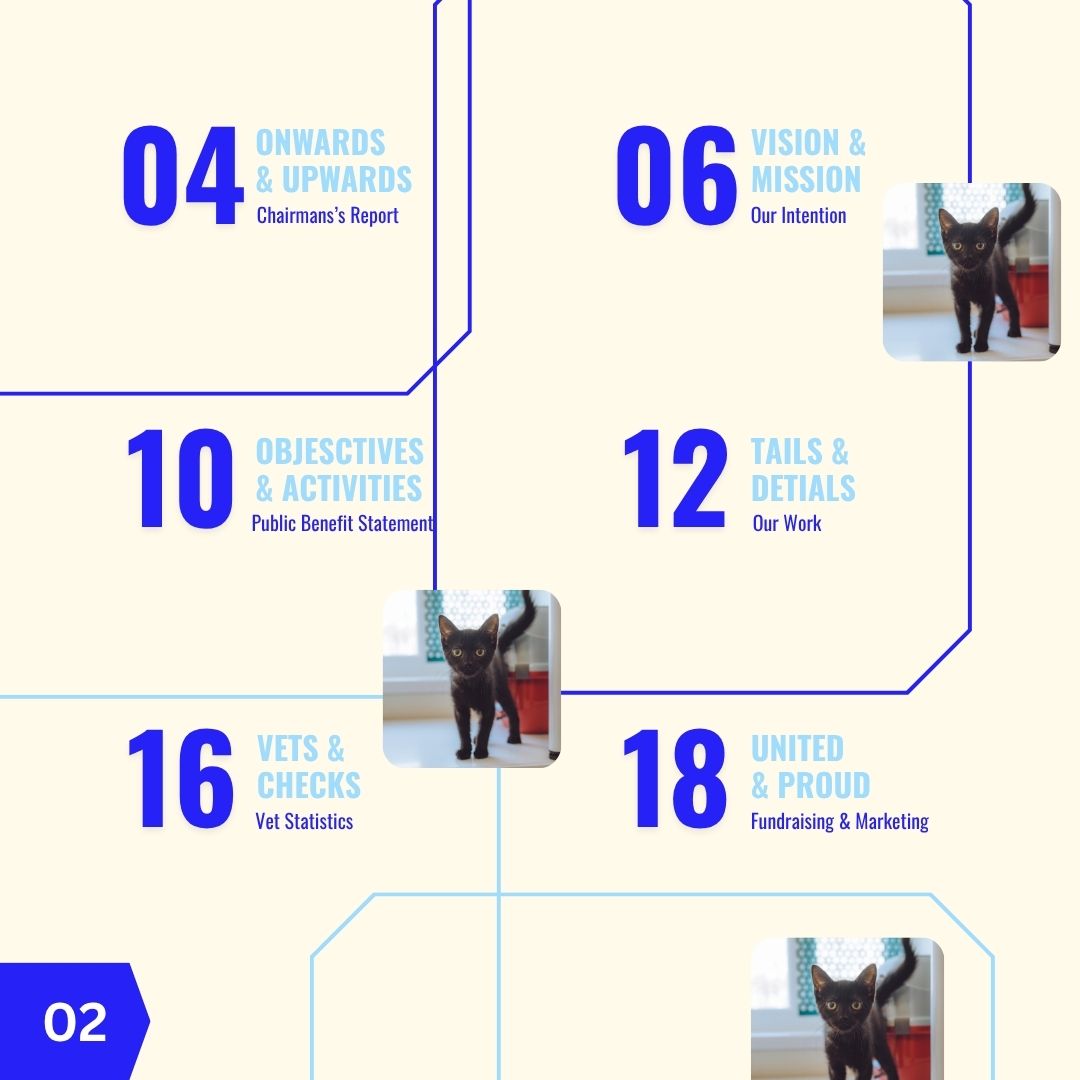 04
ONWARDS
& UPWARDS
Chairmans’s Report
06
VISION &
MISSION
Our Intention
10
OBJESCTIVES
& ACTIVITIES
Public Benefit Statement
12
TAILS &
DETIALS
Our Work
16
VETS &
CHECKS
Vet Statistics
18
UNITED
& PROUD
Fundraising & Marketing
02